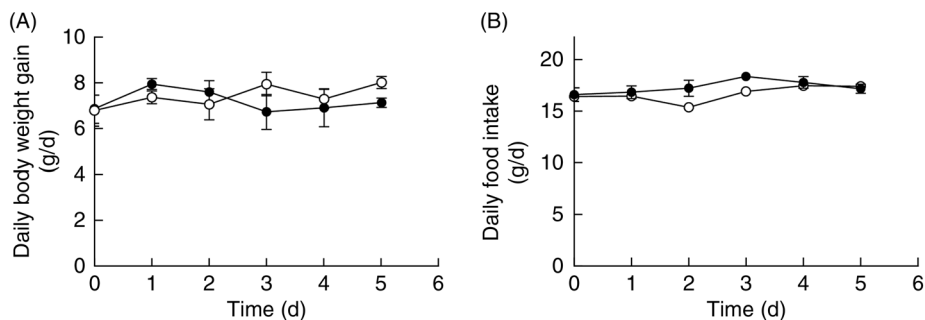 (A)
Daily body weight gain
(g/d)
10
8
6
4
2
0
0 1 2 3 4 5 6
Time (d)
(B)
Daily food intake
(g/d)
20
15
10
5
0
0 1 2 3 4 5 6
Time (d)